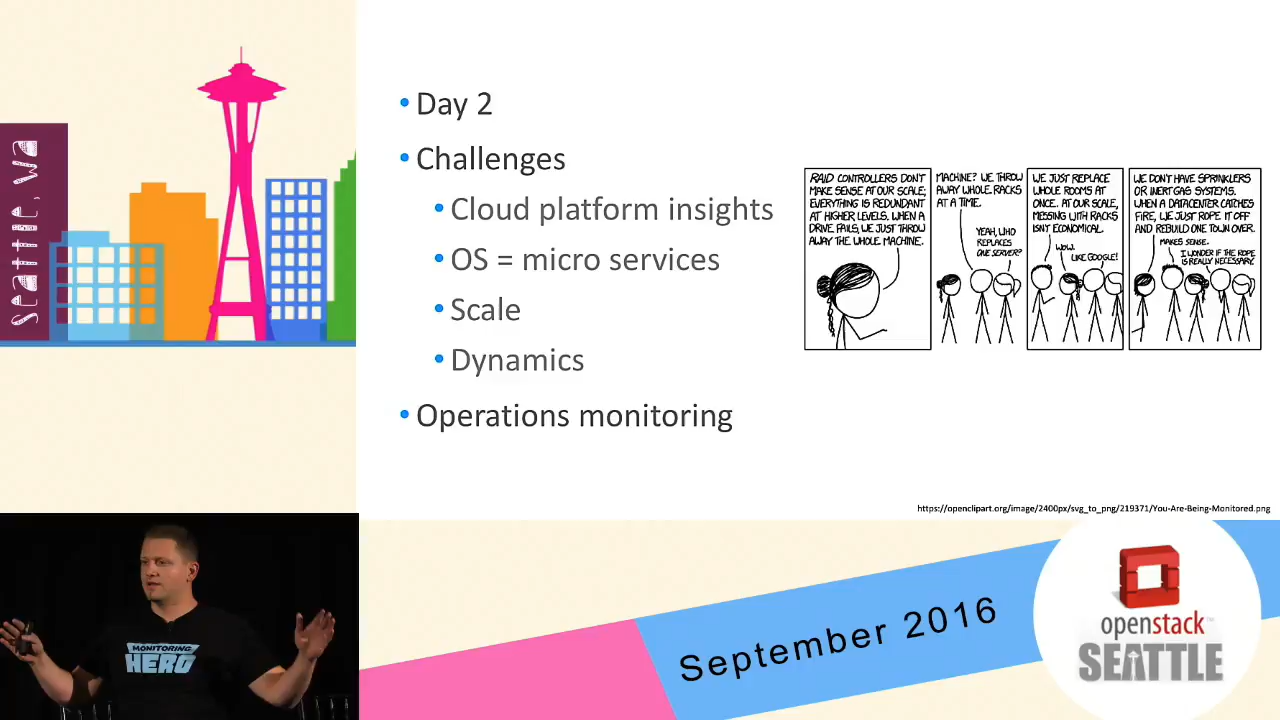 Seattle, WA
• Day 2
• Challenges
• Cloud platform insights
• OS = micro services
• Scale
• Dynamics
• Operations monitoring
RAID CONTROLLERS DON'T
MAKE SENSE AT OUR SCALE;
EVERYTHING IS REDUNDANT
AT HIGHER LEVELS. WHEN A
DRIVE FAILS, WE JUST THROW
AWAY THE WHOLE MACHINE.
MACHINE? WE THROW
AWAY WHOLE RACKS
AT A TIME.
YEAH, WHO
REPLACES
ONE SERVER?
WE JUST REPLACE
WHOLE ROOMS AT
ONCE. AT OUR SCALE,
MESSING WITH RACKS
ISN'T ECONOMICAL.
WOW.
LIKE GOOGLE!
WE DON'T HAVE SPRINKLERS
OR INERT GAS SYSTEMS.
WHEN A DATACENTER CATCHES
FIRE, WE JUST ROPE IT OFF
AND REBUILD ONE TOWN OVER.
MAKES SENSE.
I WONDER IF THE ROPE
IS REALLY NECESSARY.
https://openclipart.org/image/2400px/svg_to_png/219371/You-Are-Being-Monitored.png
MONITORING
HERO
September 2016
openstack™
SEATTLE